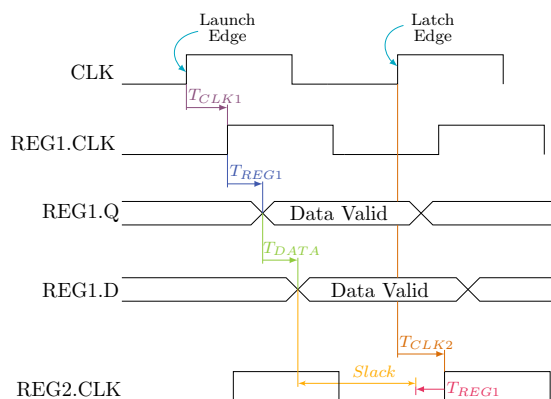 Launch
Edge
Latch
Edge
CLK
T_CLK1
REG1.CLK
T_REG1
REG1.Q
Data Valid
T_DATA
REG1.D
Data Valid
T_CLK2
Slack
REG2.CLK
T_REG1